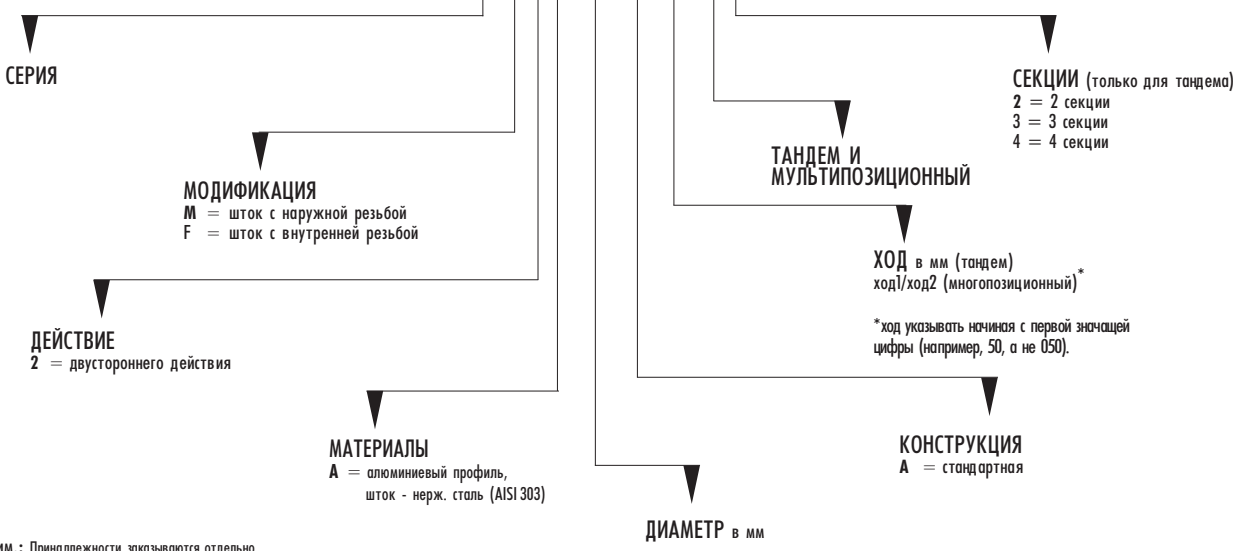 СЕРИЯ
МОДИФИКАЦИЯ
M = шток с наружной резьбой
F = шток с внутренней резьбой
ДЕЙСТВИЕ
2 = двустороннего действия
МАТЕРИАЛЫ
A = алюминиевый профиль,
шток - нерж. сталь (AISI 303)
ДИАМЕТР в мм
КОНСТРУКЦИЯ
A = стандартная
ХОД в мм (тандем)
ход1/ход2 (многопозиционный)*
*ход указывать начиная с первой значащей
цифры (например, 50, а не 050).
ТАНДЕМ И
МУЛЬТИПОЗИЦИОННЫЙ
СЕКЦИИ (только для тандема)
2 = 2 секции
3 = 3 секции
4 = 4 секции
Принадлежности заказываются отдельно